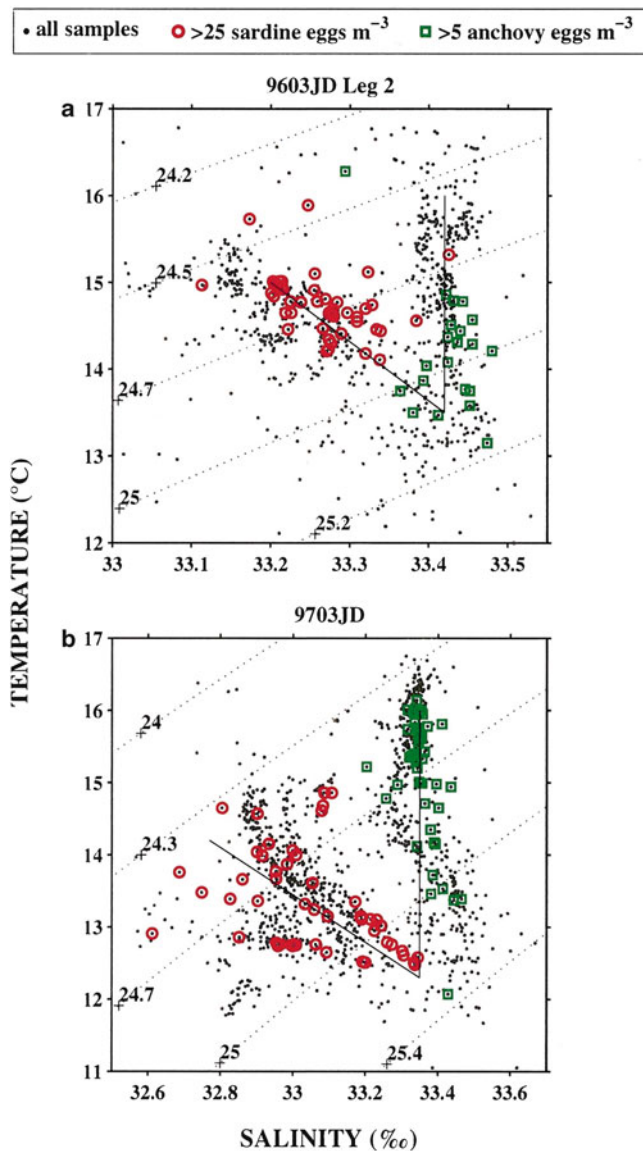 • all samples >25 sardine eggs m−3 >5 anchovy eggs m−3
9603JD Leg 2
a
17
16
15
14
13
12
24.2
24.5
24.7
25
25.2
33 33.1 33.2 33.3 33.4 33.5
TEMPERATURE (°C)
9703JD
b
17
16
15
14
13
12
11
24
24.3
24.7
25
25.4
32.6 32.8 33 33.2 33.4 33.6
SALINITY (‰)